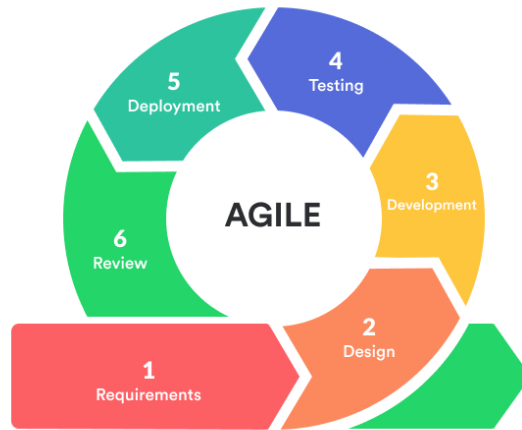 AGILE
1
Requirements
2
Design
3
Development
4
Testing
5
Deployment
6
Review